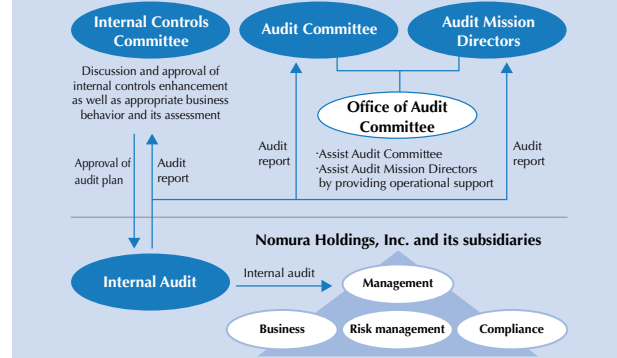 Internal Controls
Committee
Audit Committee
Audit Mission
Directors
Discussion and approval of
internal controls enhancement
as well as appropriate business
behavior and its assessment
Office of Audit
Committee
Approval of
audit plan
Audit
report
Audit
report
·Assist Audit Committee
·Assist Audit Mission Directors
by providing operational support
Audit
report
Nomura Holdings, Inc. and its subsidiaries
Internal Audit
Internal audit
Management
Business
Risk management
Compliance